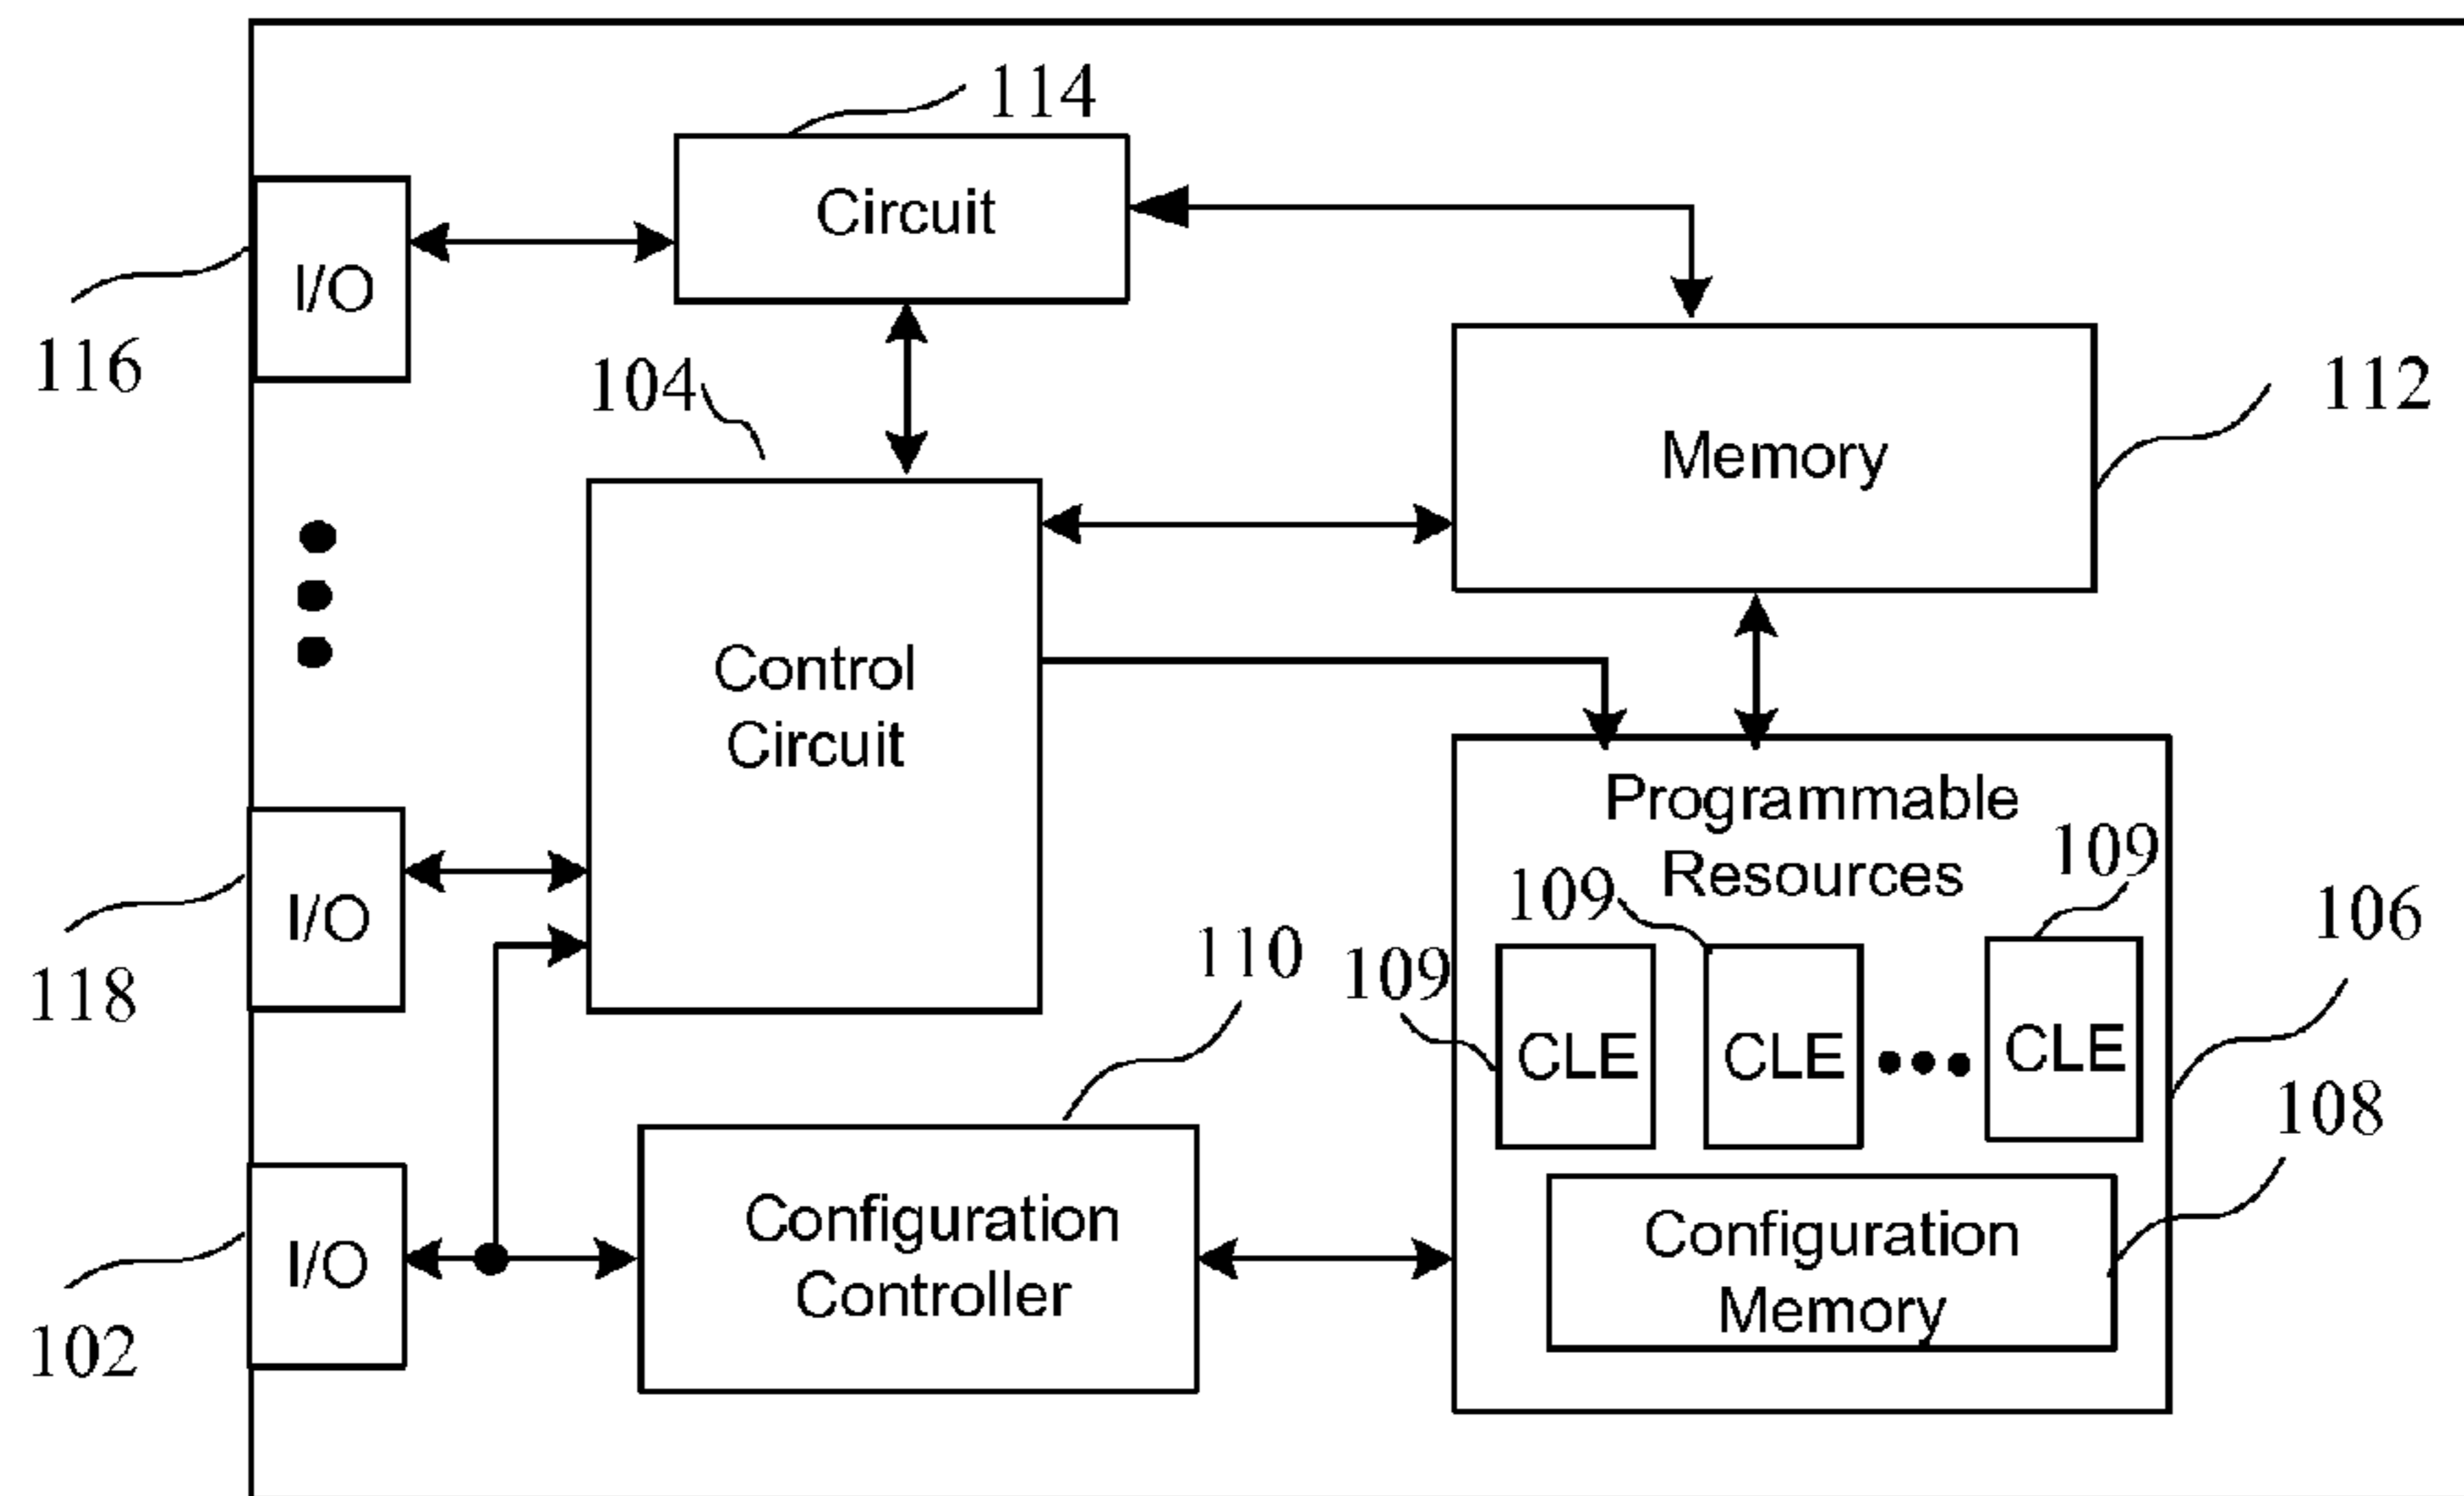 114
Circuit
I/O
116
104
112
Memory
Control
Circuit
Programmable
Resources
109
109
109
106
I/O
118
110
CLE
CLE
CLE
108
I/O
102
Configuration
Controller
Configuration
Memory